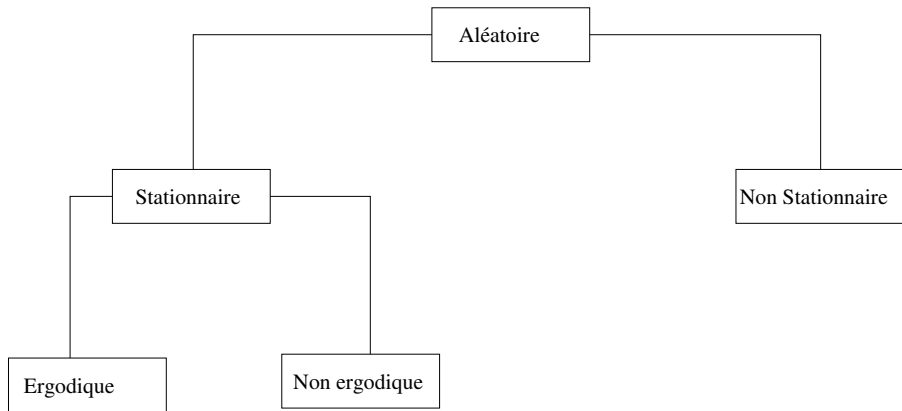 Aléatoire
Stationnaire
Non Stationnaire
Ergodique
Non ergodique